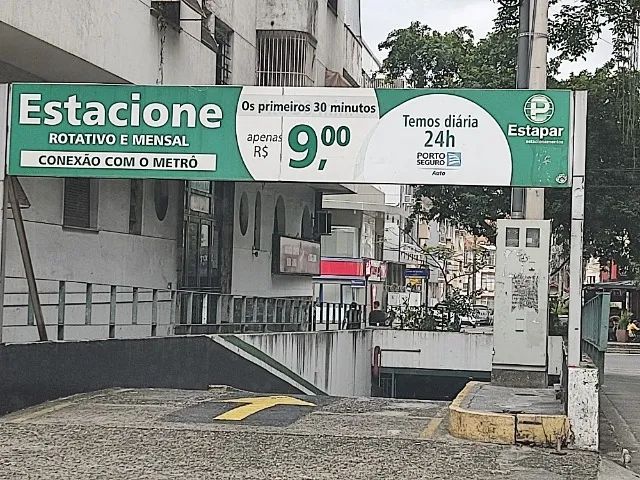 Estacione
ROTATIVO E MENSAL
CONEXÃO COM O METRÔ
Os primeiros 30 minutos
apenas
R$ 9,00
Temos diária
24h
PORTO
SEGURO
Auto
P
Estapar
estacionamentos